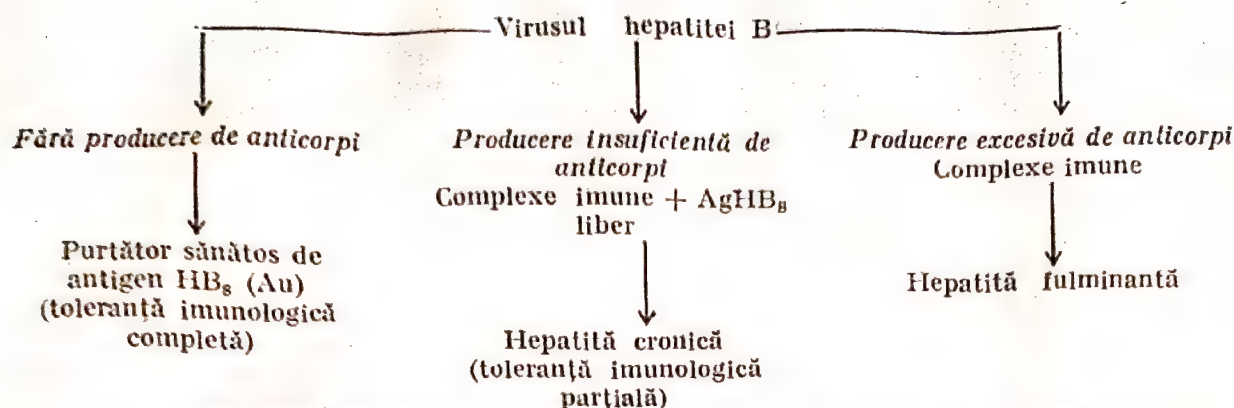 Virusul hepatitei B
Fără producere de anticorpi
Purtător sănătos de
antigen HBₛ (Au)
(toleranță imunologică
completă)
Producere insuficientă de
anticorpi
Complexe imune + AgHBₛ
liber
Hepatită cronică
(toleranță imunologică
parțială)
Producere excesivă de anticorpi
Complexe imune
Hepatită fulminantă